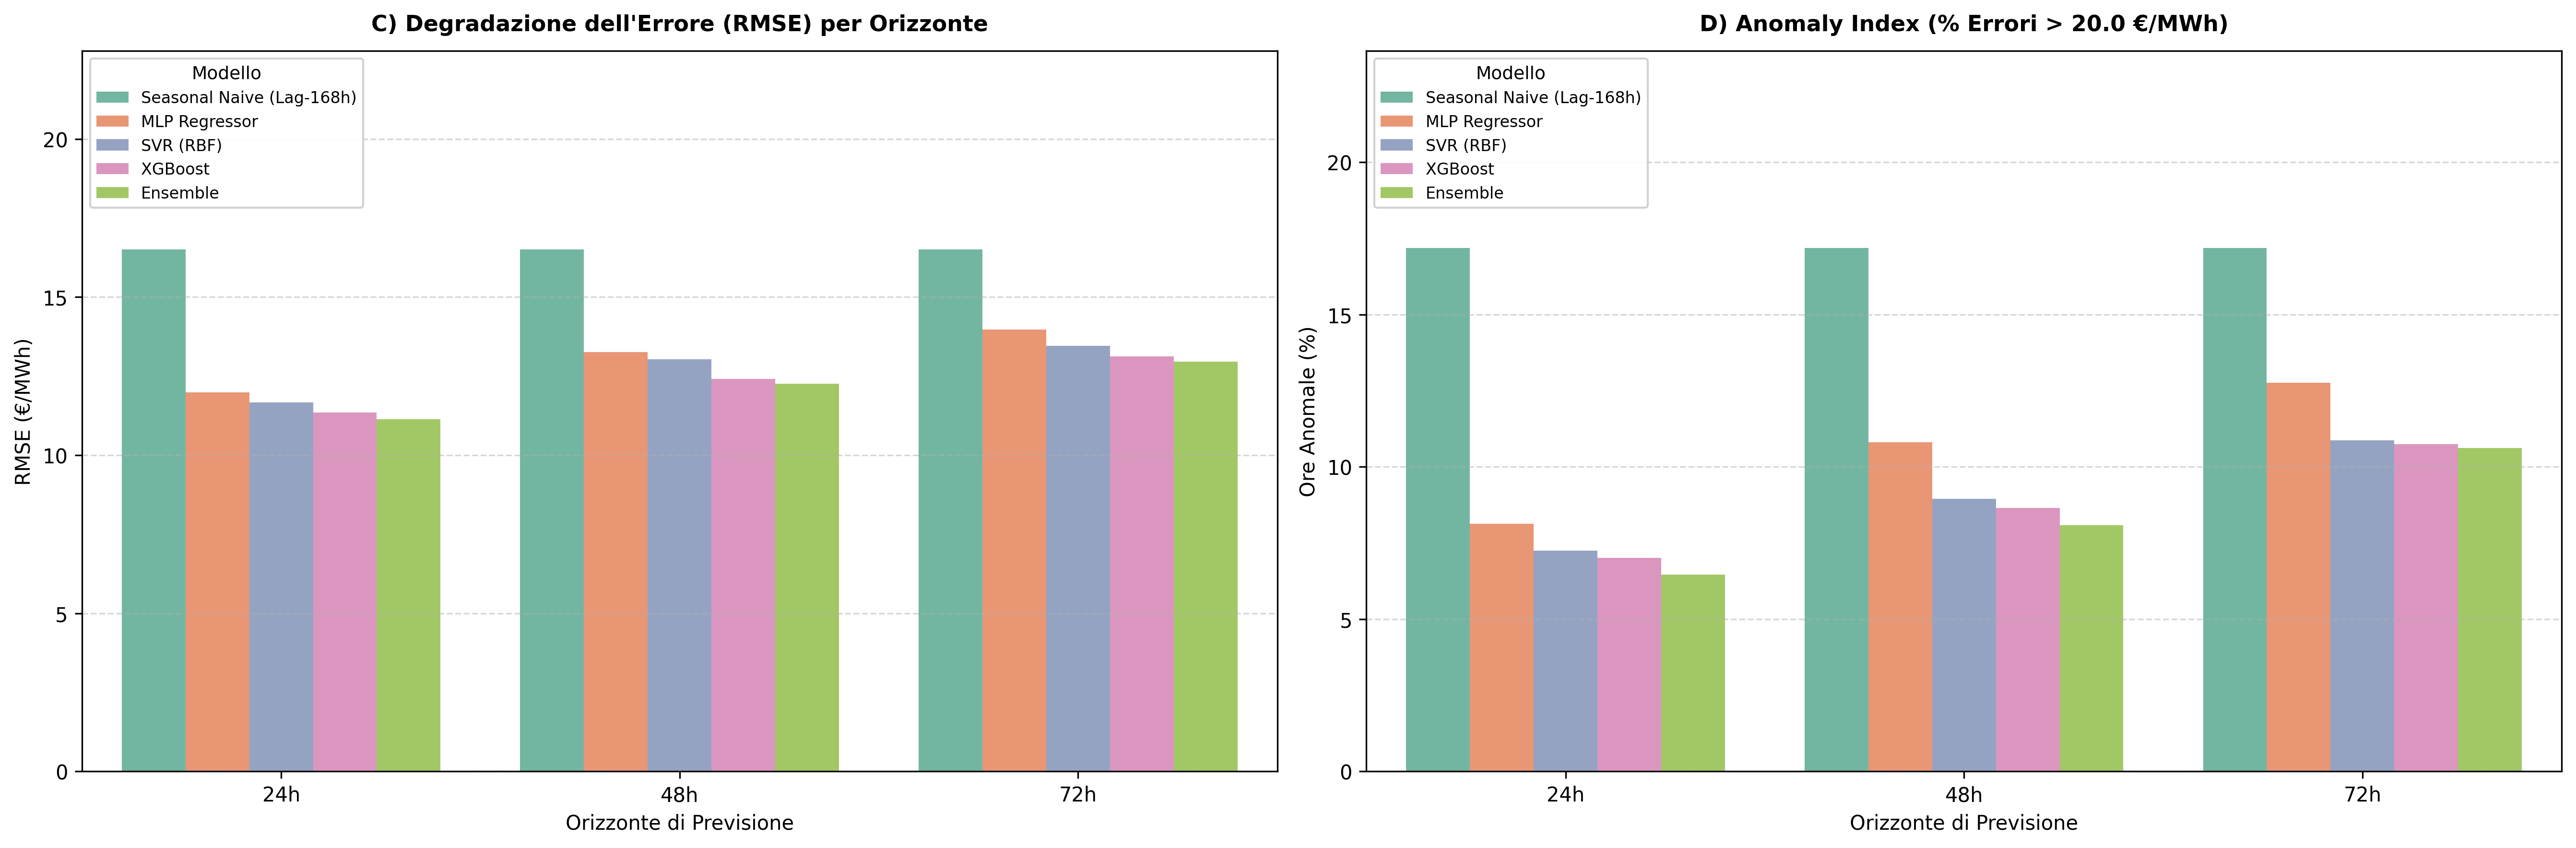 C) Degradazione dell'Errore (RMSE) per Orizzonte
Modello
Seasonal Naive (Lag-168h)
MLP Regressor
SVR (RBF)
XGBoost
Ensemble
RMSE (€/MWh)
20
15
10
5
0
24h
48h
72h
Orizzonte di Previsione
D) Anomaly Index (% Errori > 20.0 €/MWh)
Modello
Seasonal Naive (Lag-168h)
MLP Regressor
SVR (RBF)
XGBoost
Ensemble
Ore Anomale (%)
20
15
10
5
0
24h
48h
72h
Orizzonte di Previsione